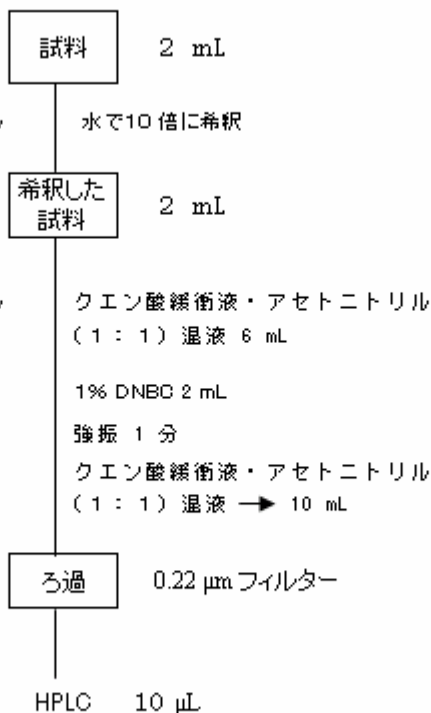 試料 2 mL
水で10 倍に希釈
希釈した
試料 2 mL
クエン酸緩衝液・アセトニトリル
(1:1) 混液 6 mL
1% DNBC 2 mL
強振 1 分
クエン酸緩衝液・アセトニトリル
(1:1) 混液 → 10 mL
ろ過 0.22 μmフィルター
HPLC 10 μL